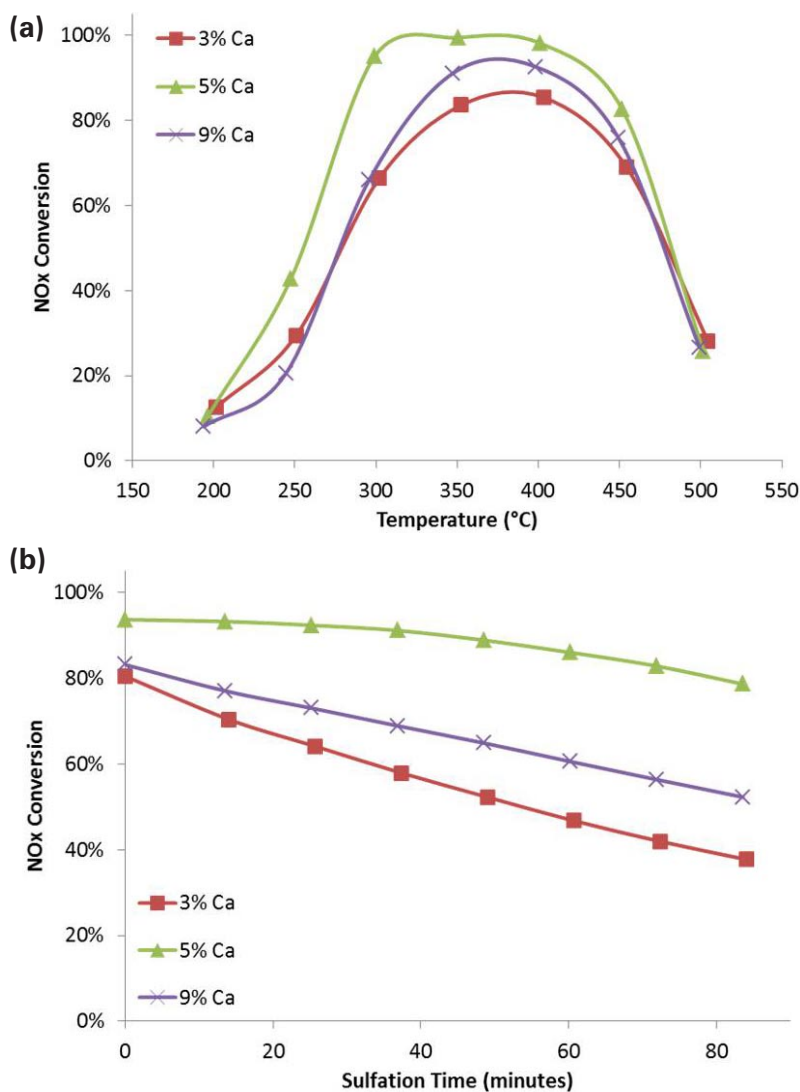 (a)
100%
80%
60%
40%
20%
0%
NOx Conversion
3% Ca
5% Ca
9% Ca
150 200 250 300 350 400 450 500 550
Temperature (°C)
(b)
100%
80%
60%
40%
20%
0%
NOx Conversion
3% Ca
5% Ca
9% Ca
0 20 40 60 80
Sulfation Time (minutes)